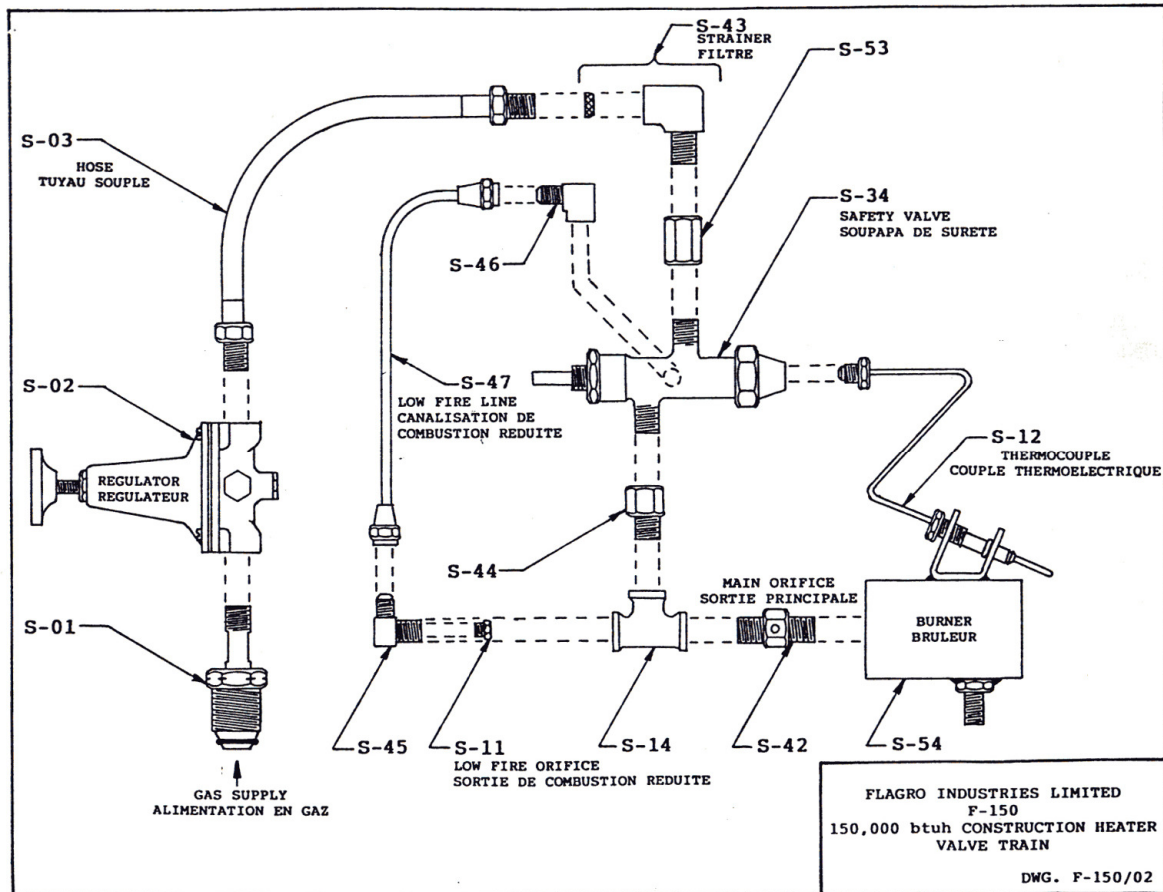 S-43
STRAINER
FILTRE
S-53
S-03
HOSE
TUYAU SOUPLE
S-34
SAFETY VALVE
SOUPAPA DE SURETE
S-46
S-02
S-47
LOW FIRE LINE
CANALISATION DE
COMBUSTION REDUITE
S-12
THERMOCOUPLE
COUPLE THERMOELECTRIQUE
REGULATOR
REGULATEUR
S-44
MAIN ORIFICE
SORTIE PRINCIPALE
S-01
BURNER
BRULEUR
S-45
S-11
LOW FIRE ORIFICE
SORTIE DE COMBUSTION REDUITE
S-14
S-42
S-54
GAS SUPPLY
ALIMENTATION EN GAZ
FLAGRO INDUSTRIES LIMITED
F-150
150,000 btuh CONSTRUCTION HEATER
VALVE TRAIN
DWG. F-150/02